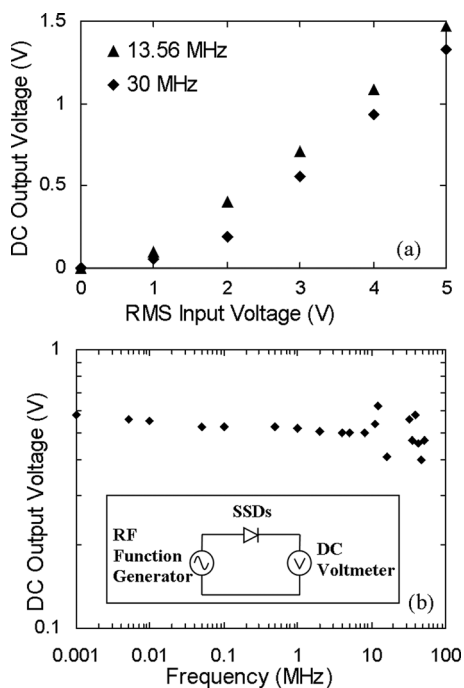 1.5
▲ 13.56 MHz
◆ 30 MHz
1
0.5
0
DC Output Voltage (V)
(a)
0 1 2 3 4 5
RMS Input Voltage (V)
1
DC Output Voltage (V)
SSDs
RF
Function
Generator
DC
Voltmeter
V
(b)
0.1
0.001 0.01 0.1 1 10 100
Frequency (MHz)